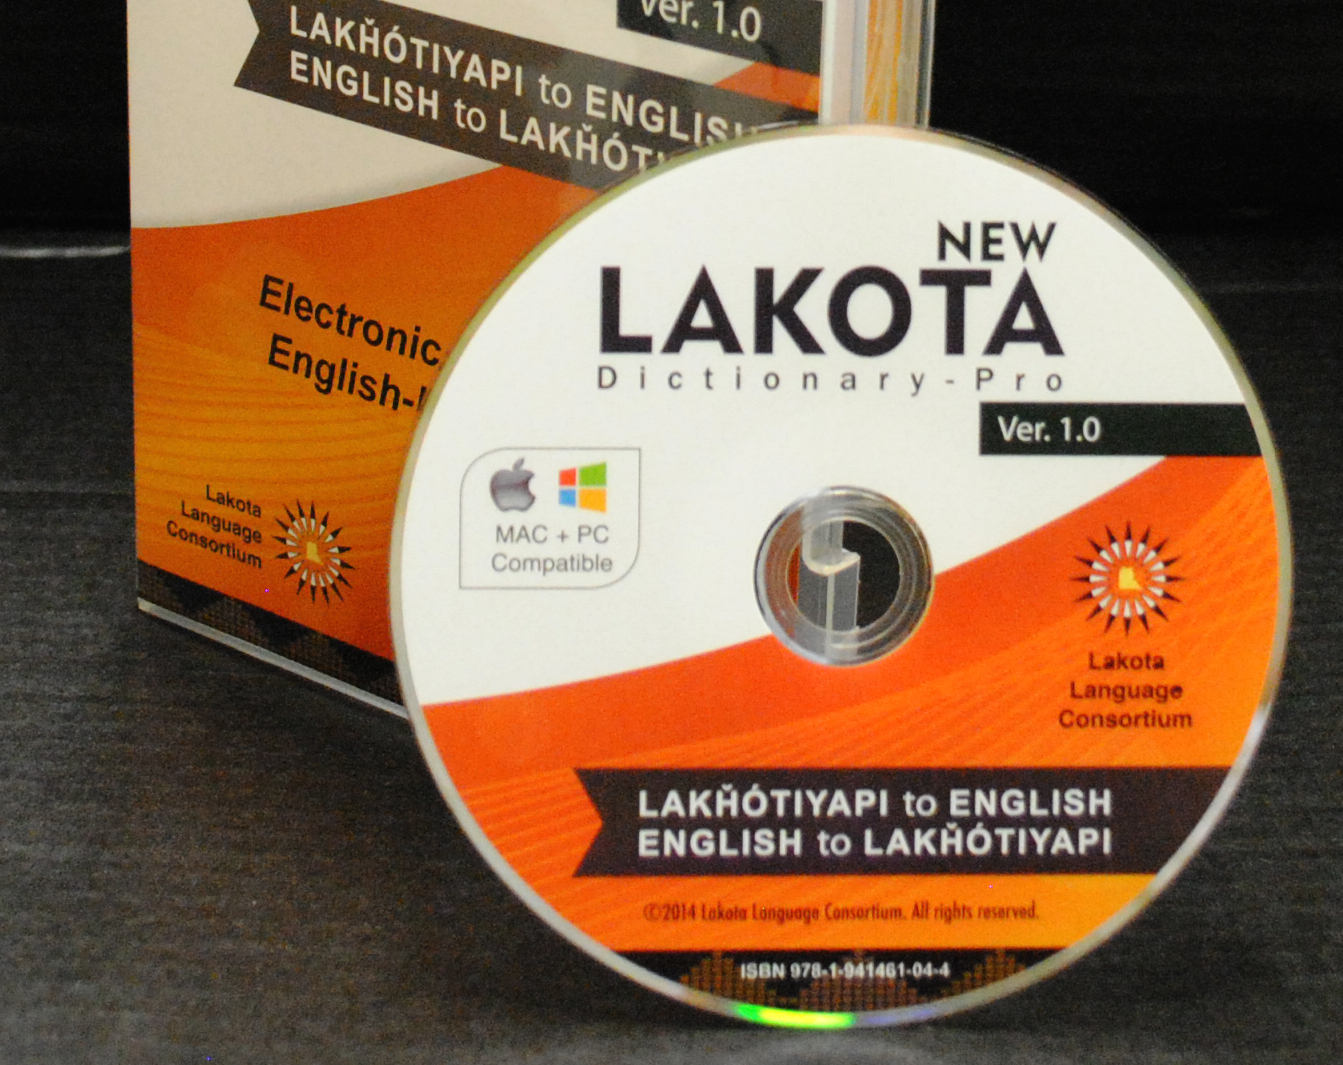 Ver. 1.0
LAKȞÓTIYAPI to ENGLISH
ENGLISH to LAKȞÓTI
Electronic
English-
Lakota
Language
Consortium
NEW
LAKOTA
Dictionary-Pro
Ver. 1.0
MAC + PC
Compatible
Lakota
Language
Consortium
LAKȞÓTIYAPI to ENGLISH
ENGLISH to LAKȞÓTIYAPI
©2014 Lakota Language Consortium. All rights reserved.
ISBN 978-1-941461-04-4